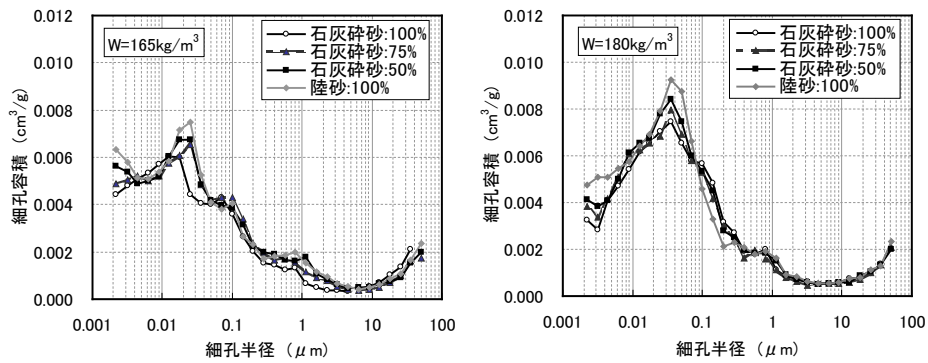 W=165kg/m³
石灰砕砂:100%
石灰砕砂:75%
石灰砕砂:50%
陸砂:100%
細孔容積 (cm³/g)
0.012
0.010
0.008
0.006
0.004
0.002
0.000
0.001
0.01
0.1
1
10
100
細孔半径 (μm)
W=180kg/m³
石灰砕砂:100%
石灰砕砂:75%
石灰砕砂:50%
陸砂:100%
細孔容積 (cm³/g)
0.012
0.010
0.008
0.006
0.004
0.002
0.000
0.001
0.01
0.1
1
10
100
細孔半径 (μm)